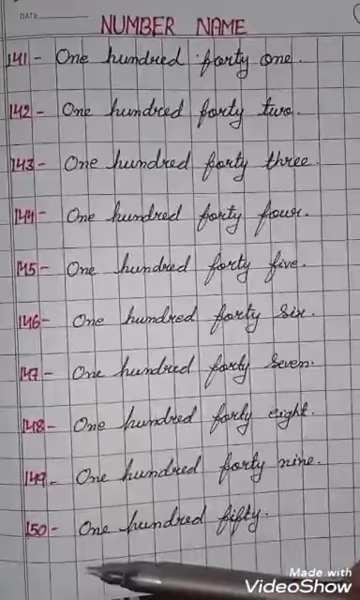 DATE
NUMBER NAME
141 - One hundred forty one.
142 - One hundred forty two.
143 - One hundred forty three.
144 - One hundred forty four.
145 - One hundred forty five.
146 - One hundred forty six.
147 - One hundred forty seven.
148 - One hundred forty eight.
149 - One hundred forty nine.
150 - One hundred fifty.
Made with
VideoShow